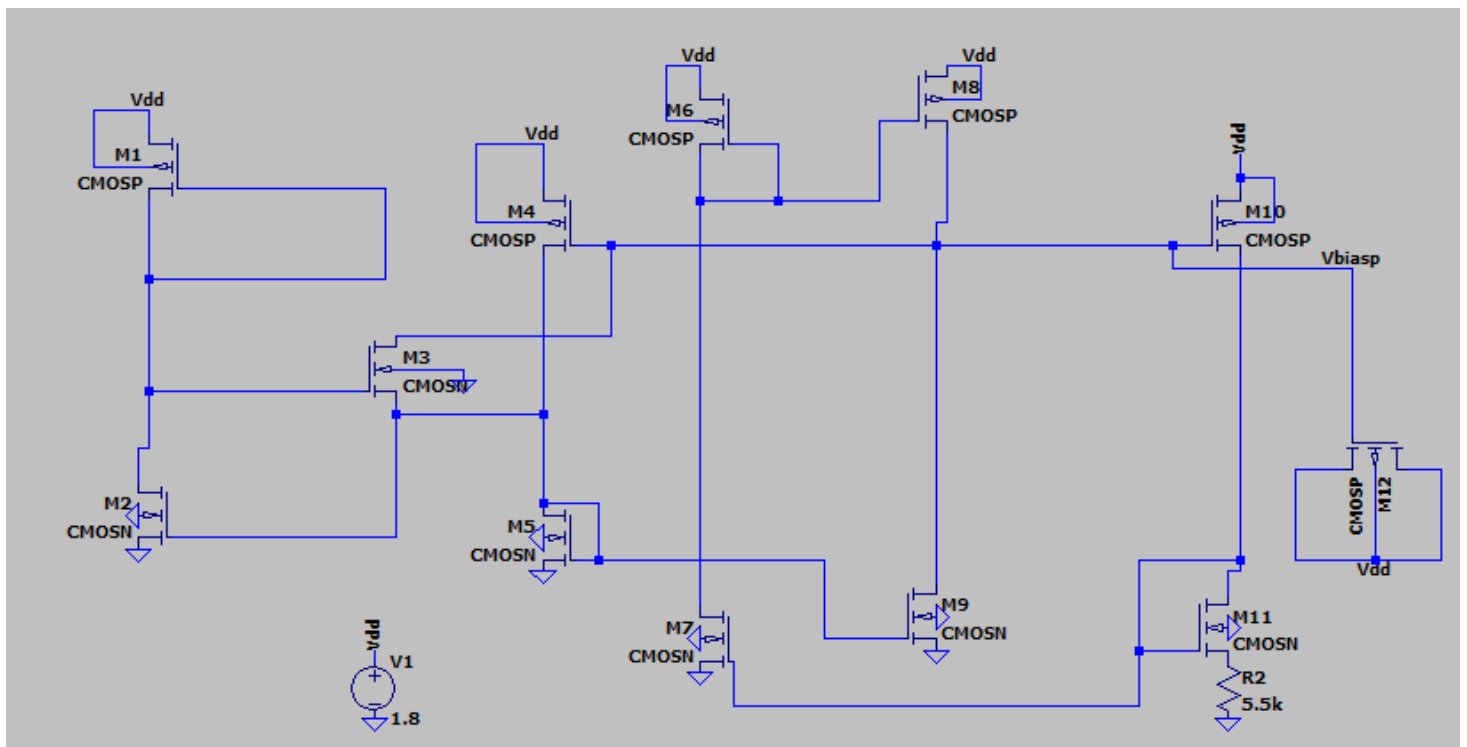 Vdd
M1
CMOSP
M2
CMOSN
M3
CMOSN
Vdd
M4
CMOSP
M5
CMOSN
Vdd
M6
CMOSP
M7
CMOSN
Vdd
M8
CMOSP
M9
CMOSN
Vdd
M10
CMOSP
Vbiasp
M11
CMOSN
R2
5.5k
CMOSP
M12
Vdd
Vdd
V1
1.8